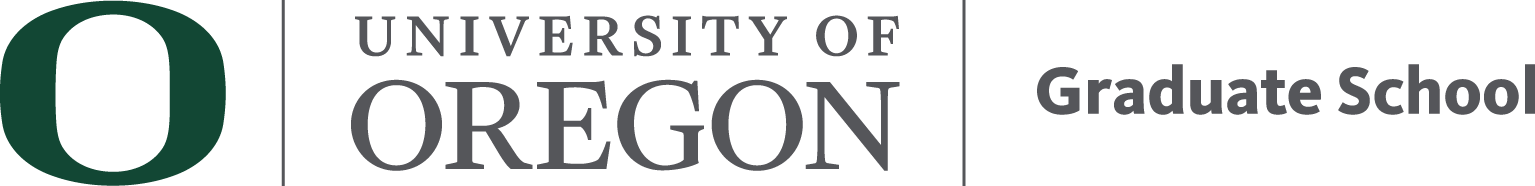 O
UNIVERSITY OF
OREGON
Graduate School